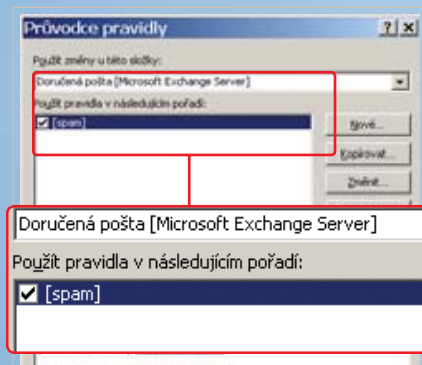 Průvodce pravidly
Použít změny u této složky:
Doručená pošta [Microsoft Exchange Server]
Použít pravidla v následujícím pořadí:
[spam]
Nové...
Kopírovat...
Změnit...
Doručená pošta [Microsoft Exchange Server]
Použít pravidla v následujícím pořadí:
[spam]